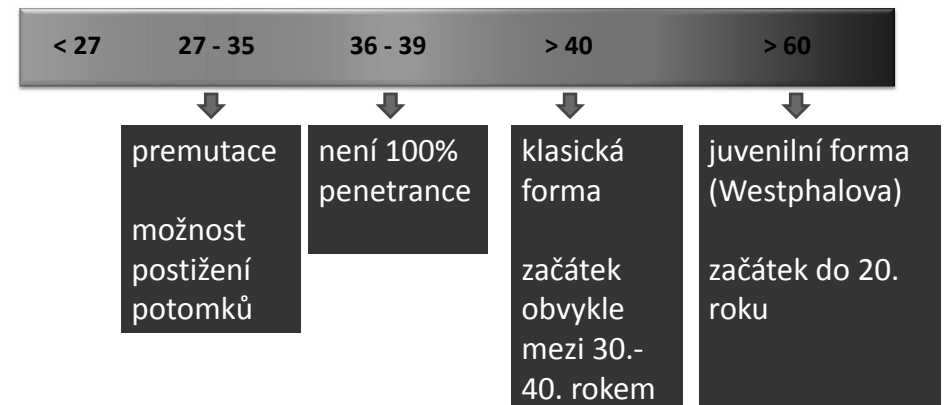 < 27 27 - 35 36 - 39 > 40 > 60
premutace
možnost
postižení
potomků
není 100%
penetrance
klasická
forma
začátek
obvykle
mezi 30.-
40. rokem
juvenilní forma
(Westphalova)
začátek do 20.
roku